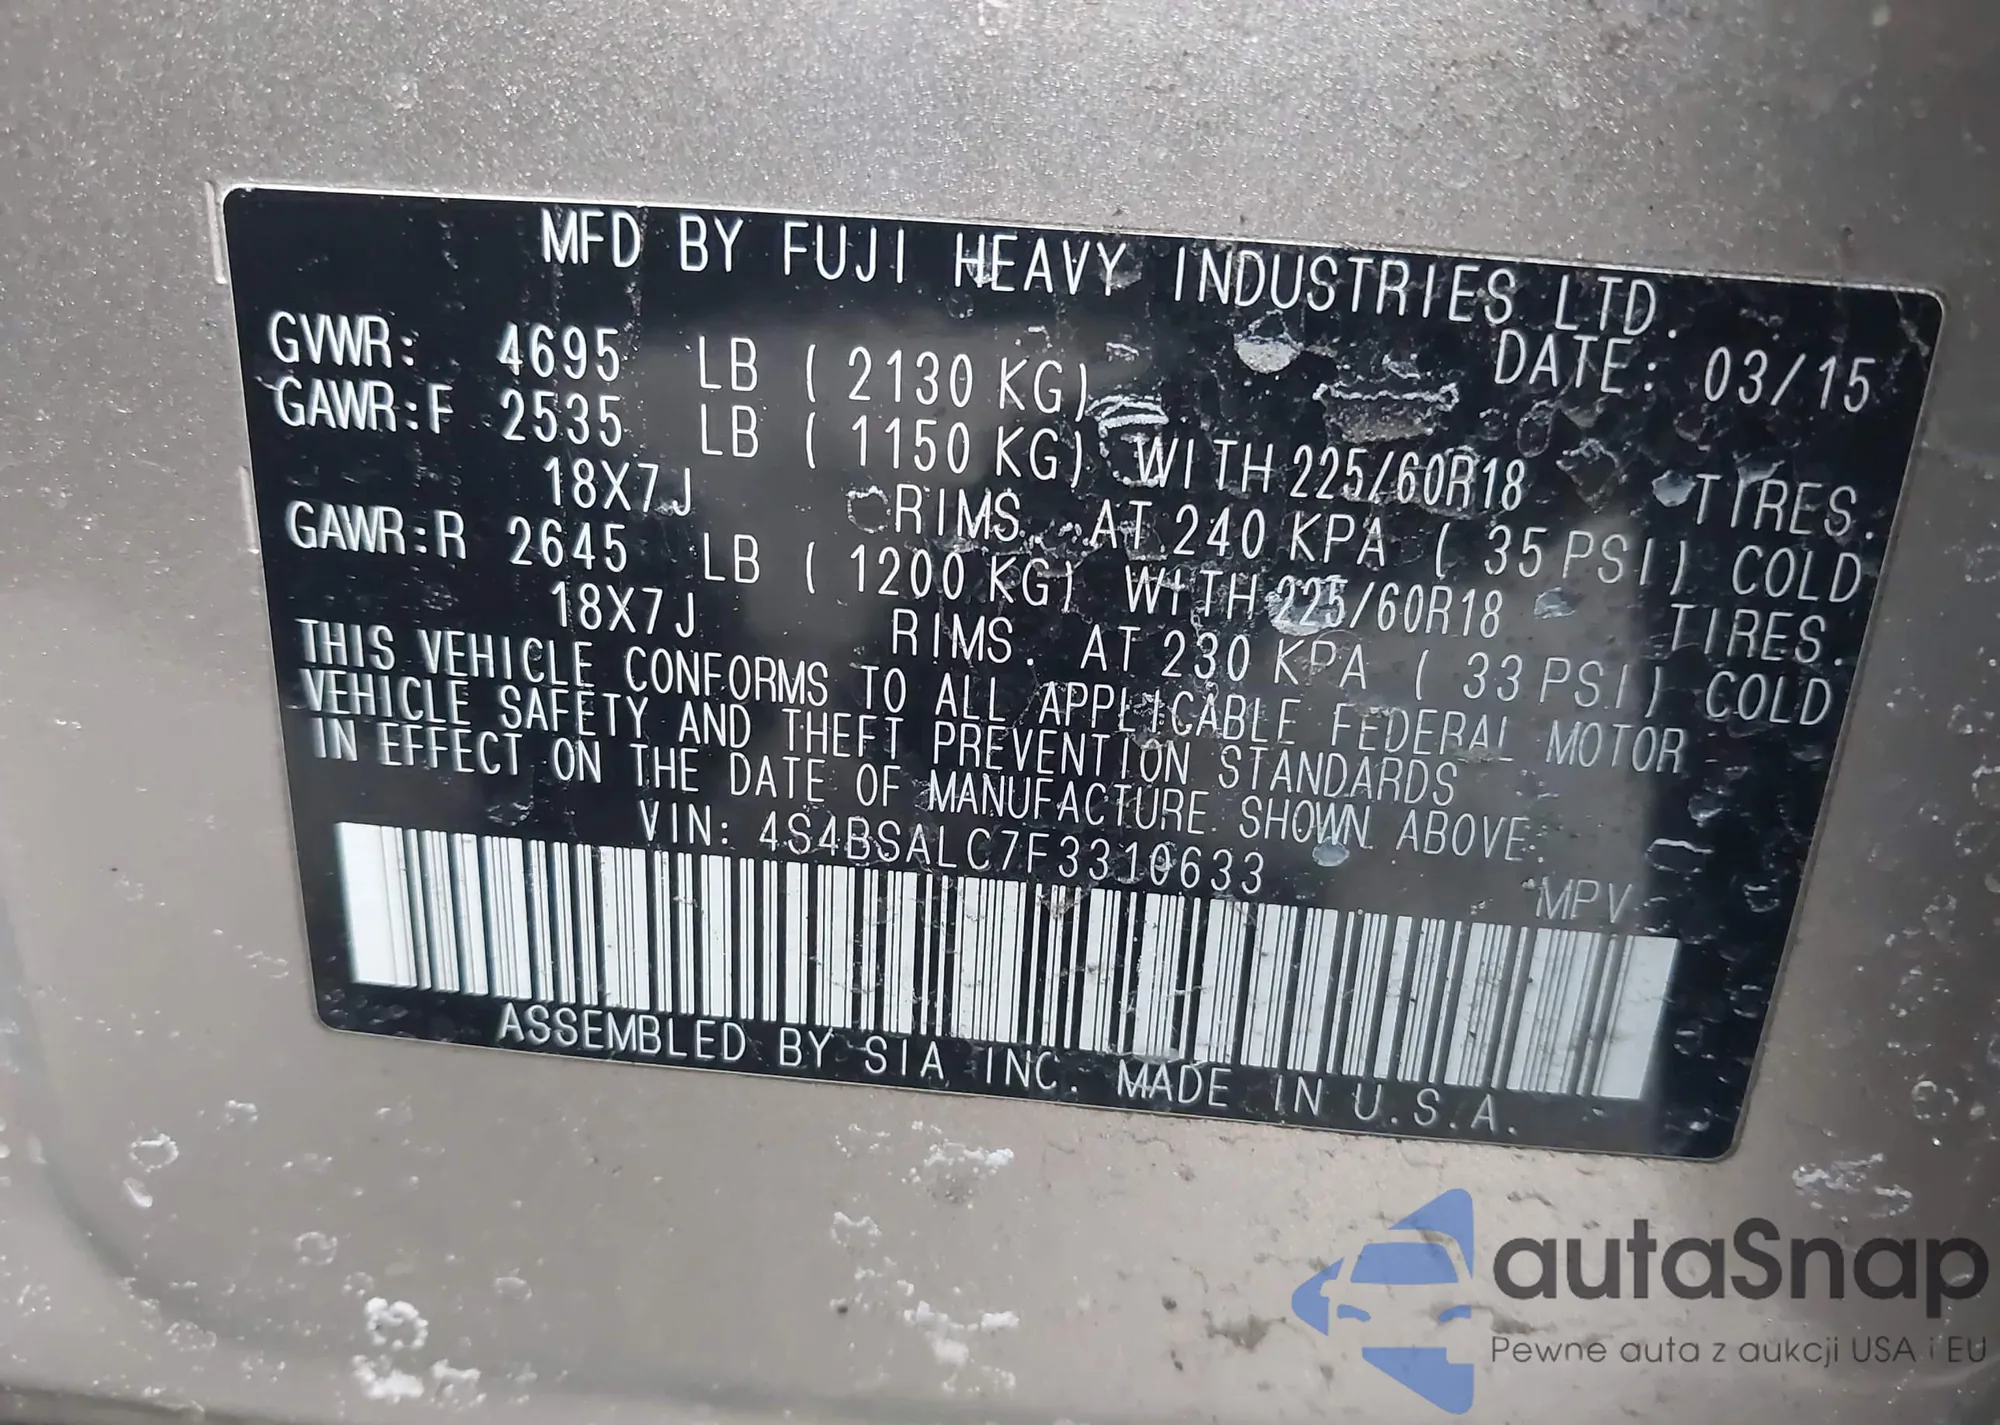 MFD BY FUJI HEAVY INDUSTRIES LTD.
DATE: 03/15
GVWR: 4695 LB ( 2130 KG)
GAWR:F 2535 LB ( 1150 KG) WITH 225/60R18 TIRES.
18X7J RIMS. AT 240 KPA ( 35 PSI) COLD
GAWR:R 2645 LB ( 1200 KG) WITH 225/60R18 TIRES.
18X7J RIMS. AT 230 KPA ( 33 PSI) COLD
THIS VEHICLE CONFORMS TO ALL APPLICABLE FEDERAL MOTOR
VEHICLE SAFETY AND THEFT PREVENTION STANDARDS
IN EFFECT ON THE DATE OF MANUFACTURE SHOWN ABOVE.
VIN: 4S4BSALC7F3310633
MPV
ASSEMBLED BY SIA INC. MADE IN U.S.A.
autaSnap
Pewne auta z aukcji USA i EU